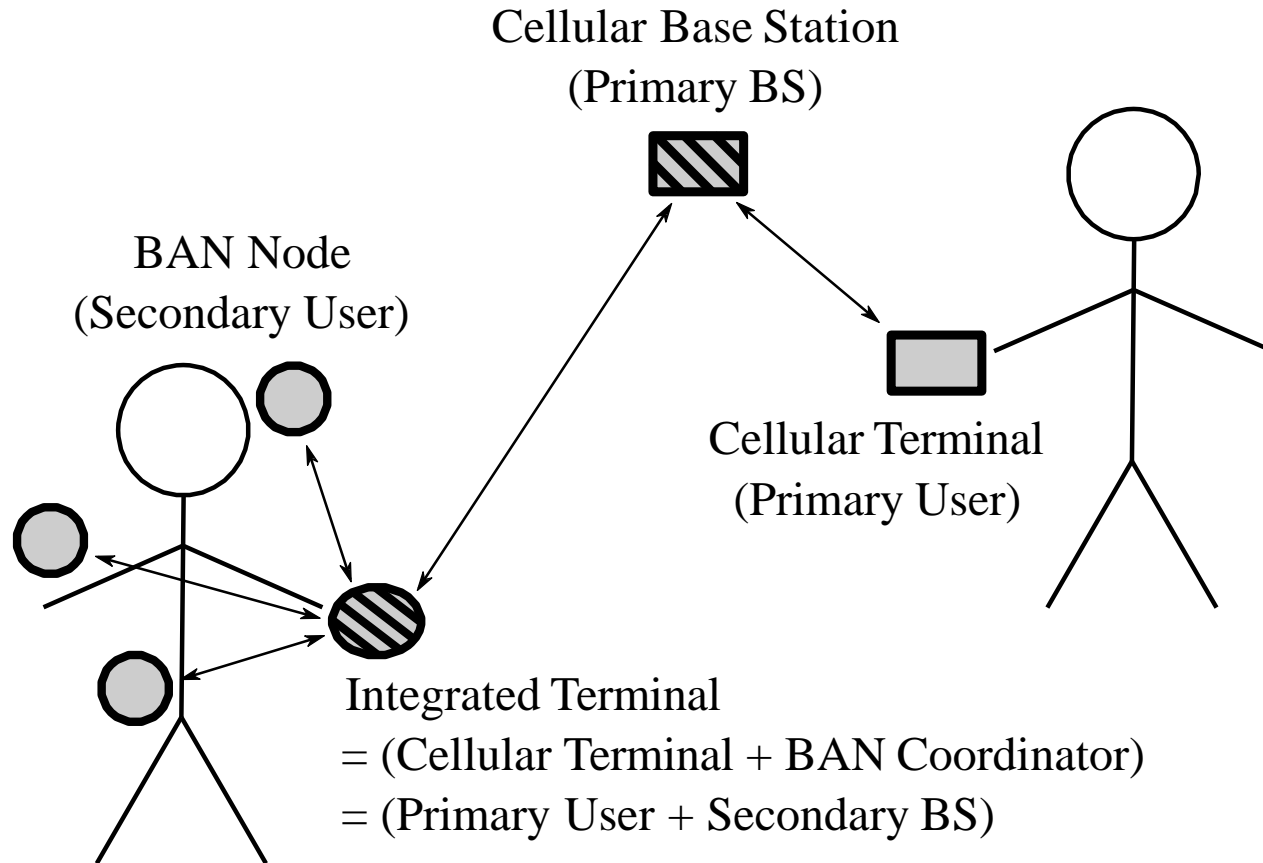 Cellular Base Station
(Primary BS)
BAN Node
(Secondary User)
Cellular Terminal
(Primary User)
Integrated Terminal
= (Cellular Terminal + BAN Coordinator)
= (Primary User + Secondary BS)